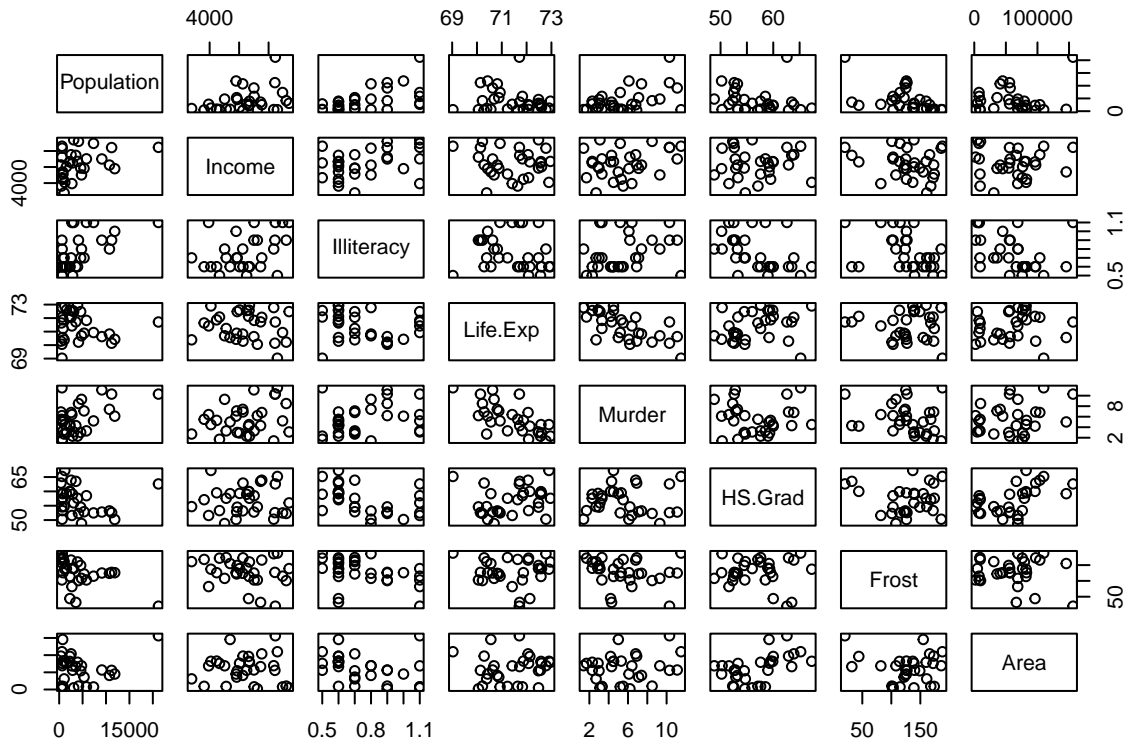 4000 69 71 73 50 60 0 100000
Population 0
4000 Income
Illiteracy 0.5 1.1
69 73 Life.Exp
Murder 2 8
50 65 HS.Grad
Frost 50
0 Area
0 15000 0.5 0.8 1.1 2 6 10 50 150